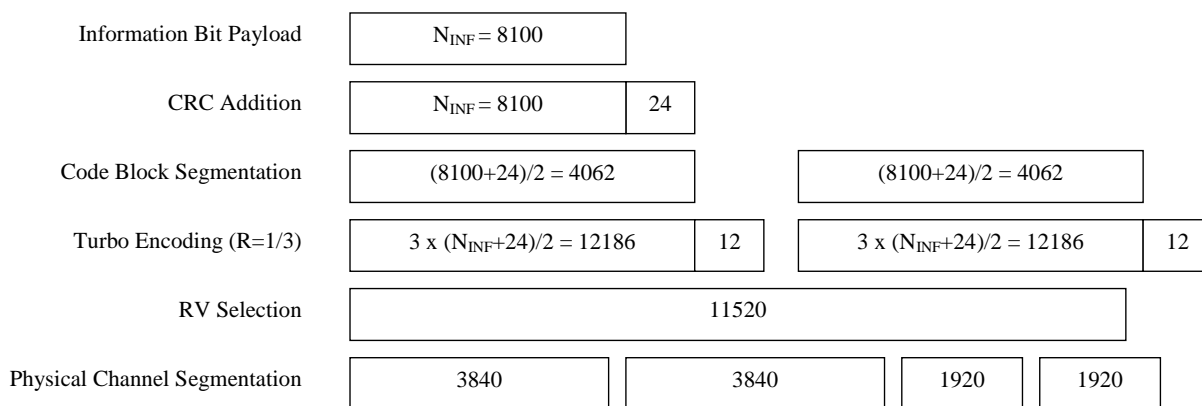 Information Bit Payload N_INF = 8100
CRC Addition N_INF = 8100 24
Code Block Segmentation (8100+24)/2 = 4062 (8100+24)/2 = 4062
Turbo Encoding (R=1/3) 3 x (N_INF+24)/2 = 12186 12 3 x (N_INF+24)/2 = 12186 12
RV Selection 11520
Physical Channel Segmentation 3840 3840 1920 1920